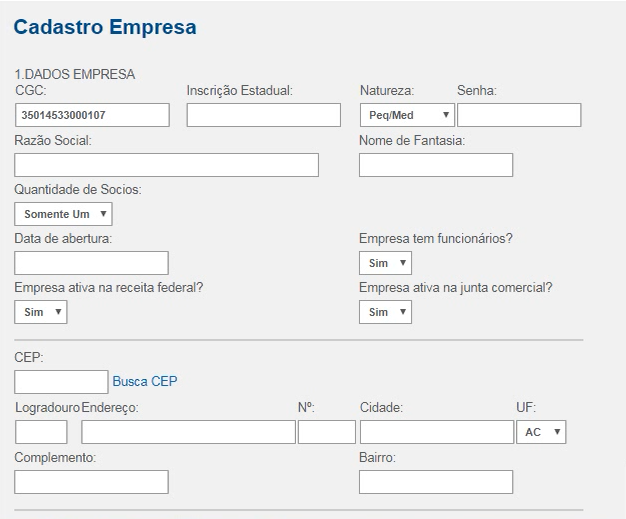 Cadastro Empresa
1.DADOS EMPRESA
CGC: Inscrição Estadual: Natureza: Senha:
35014533000107 Peq/Med
Razão Social: Nome de Fantasia:
Quantidade de Socios:
Somente Um
Data de abertura: Empresa tem funcionários?
Sim
Empresa ativa na receita federal? Empresa ativa na junta comercial?
Sim Sim
CEP:
Busca CEP
Logradouro Endereço: Nº: Cidade: UF:
AC
Complemento: Bairro: